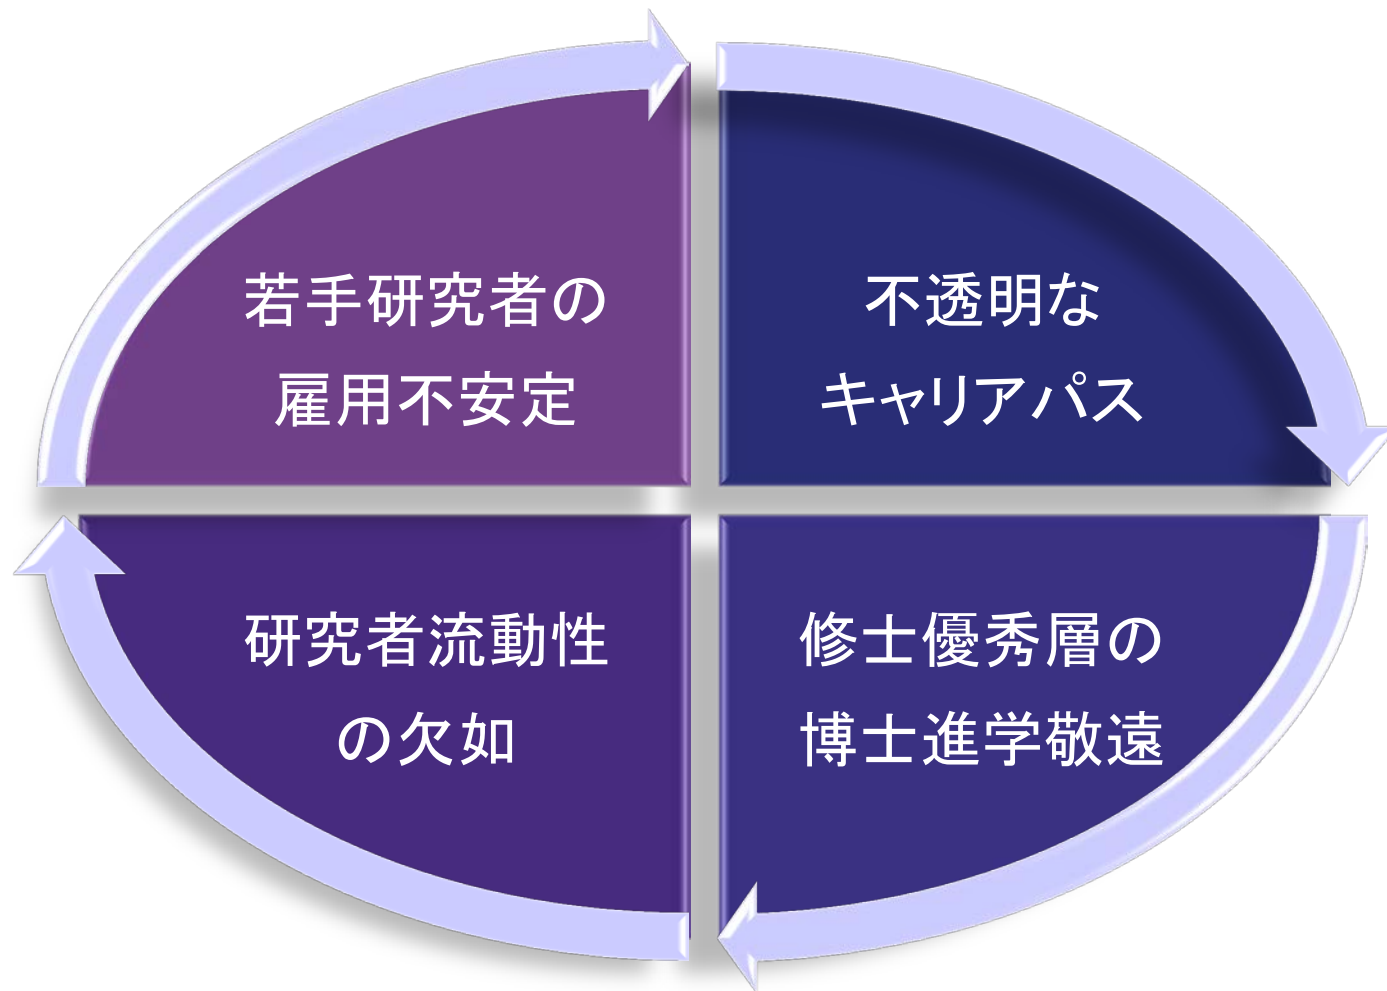 若手研究者の
雇用不安定
不透明な
キャリアパス
研究者流動性
の欠如
修士優秀層の
博士進学敬遠